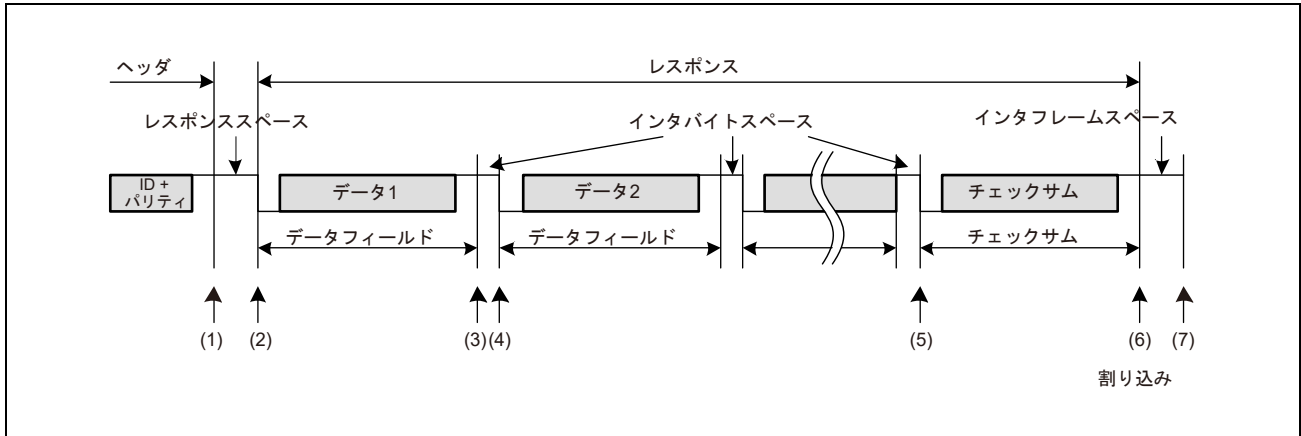 ヘッダ
レスポンス
レスポンススペース
インタバイトスペース
インタフレームスペース
ID +
パリティ
データ1
データ2
チェックサム
データフィールド
データフィールド
チェックサム
(1)
(2)
(3)
(4)
(5)
(6)
(7)
割り込み